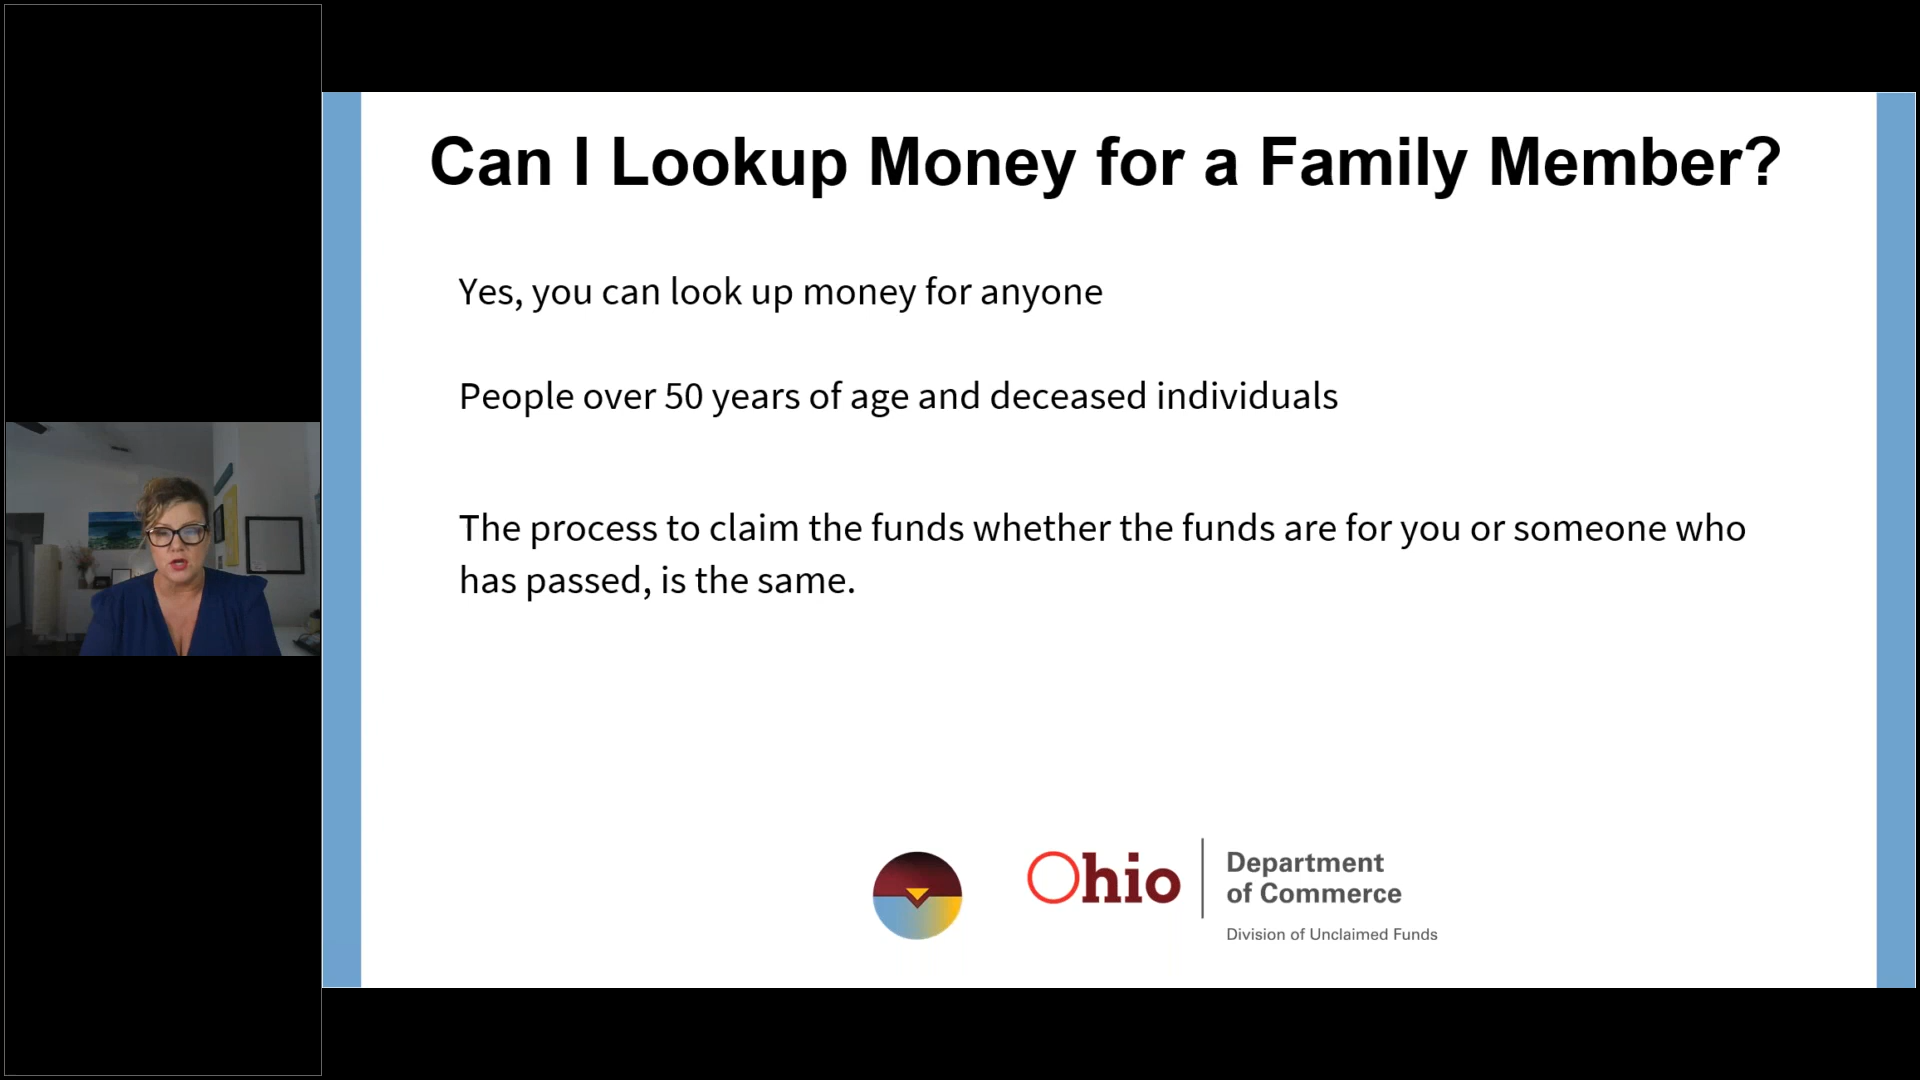 Can I Lookup Money for a Family Member?
Yes, you can look up money for anyone
People over 50 years of age and deceased individuals
The process to claim the funds whether the funds are for you or someone who
has passed, is the same.
Ohio
Department
of Commerce
Division of Unclaimed Funds